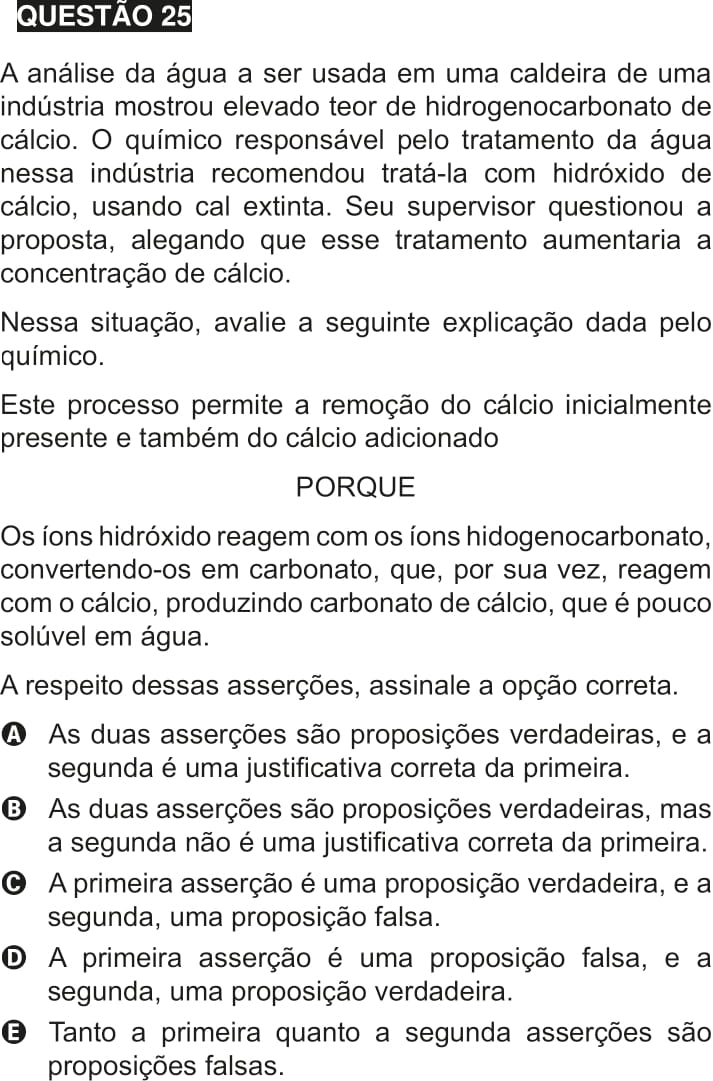 QUESTÃO 25
A análise da água a ser usada em uma caldeira de uma
indústria mostrou elevado teor de hidrogenocarbonato de
cálcio. O químico responsável pelo tratamento da água
nessa indústria recomendou tratá-la com hidróxido de
cálcio, usando cal extinta. Seu supervisor questionou a
proposta, alegando que esse tratamento aumentaria a
concentração de cálcio.
Nessa situação, avalie a seguinte explicação dada pelo
químico.
Este processo permite a remoção do cálcio inicialmente
presente e também do cálcio adicionado
PORQUE
Os íons hidróxido reagem com os íons hidogenocarbonato,
convertendo-os em carbonato, que, por sua vez, reagem
com o cálcio, produzindo carbonato de cálcio, que é pouco
solúvel em água.
A respeito dessas asserções, assinale a opção correta.
A As duas asserções são proposições verdadeiras, e a
segunda é uma justificativa correta da primeira.
B As duas asserções são proposições verdadeiras, mas
a segunda não é uma justificativa correta da primeira.
C A primeira asserção é uma proposição verdadeira, e a
segunda, uma proposição falsa.
D A primeira asserção é uma proposição falsa, e a
segunda, uma proposição verdadeira.
E Tanto a primeira quanto a segunda asserções são
proposições falsas.